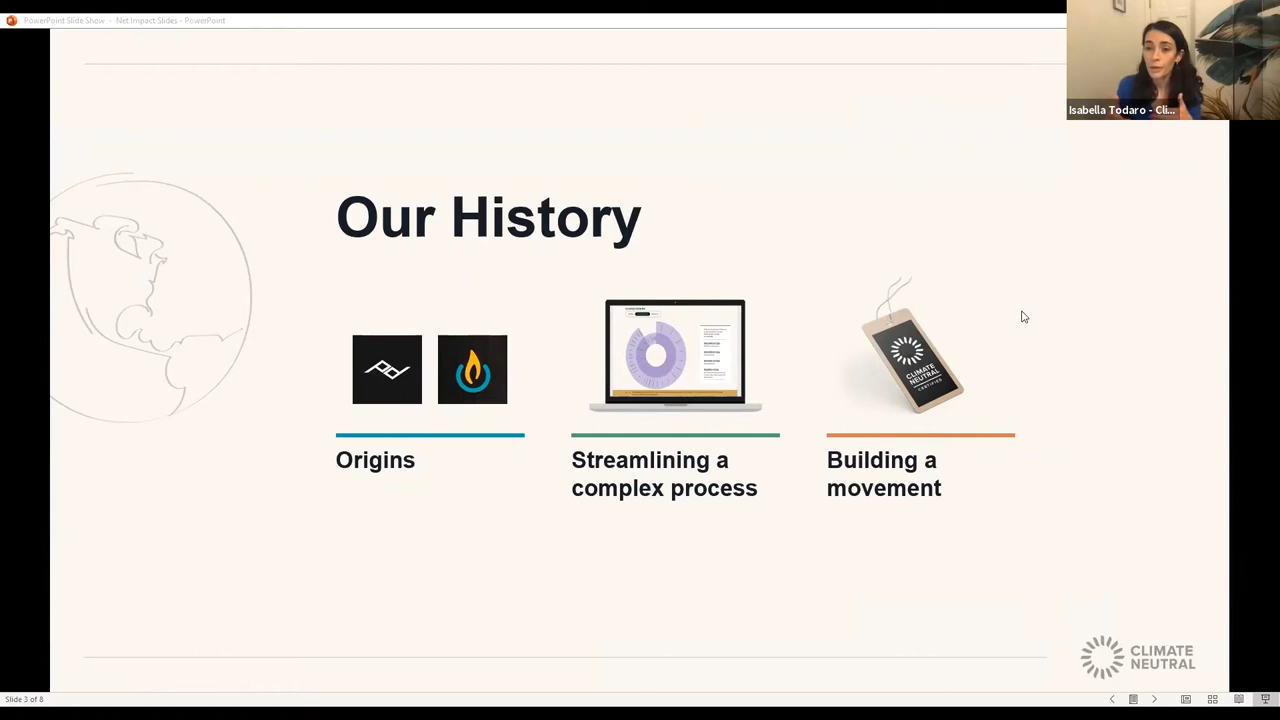 PowerPoint Slide Show - Net Impact Slides - PowerPoint
Isabella Todaro - Cli...
Our History
CLIMATE
NEUTRAL
CERTIFIED
Origins
Streamlining a
complex process
Building a
movement
CLIMATE
NEUTRAL
Slide 3 of 8